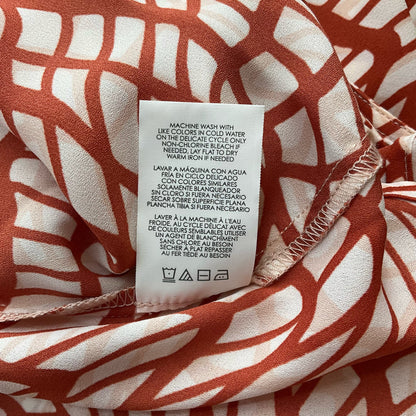 MACHINE WASH WITH
LIKE COLORS IN COLD WATER
ON THE DELICATE CYCLE ONLY
NON-CHLORINE BLEACH IF
NEEDED, LAY FLAT TO DRY
WARM IRON IF NEEDED
LAVAR A MÁQUINA CON AGUA
FRÍA EN CICLO DELICADO
CON COLORES SIMILARES
SOLAMENTE BLANQUEADOR
SIN CLORO SI FUERA NECESARIO
SECAR SOBRE SUPERFICIE PLANA
PLANCHA TIBIA SI FUERA NECESARIO
LAVER À LA MACHINE À L'EAU
FROIDE, AU CYCLE DÉLICAT AVEC
DE COULEURS SEMBLABLES UTILISER
UN AGENT DE BLANCHIMENT
SANS CHLORE AU BESOIN
SÉCHER À PLAT REPASSER
AU FER TIÈDE AU BESOIN